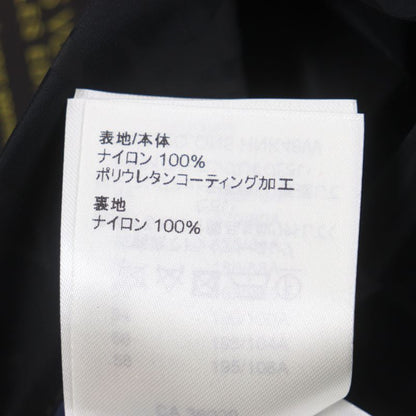 表地/本体
ナイロン 100%
ポリウレタンコーティング加工
裏地
ナイロン 100%